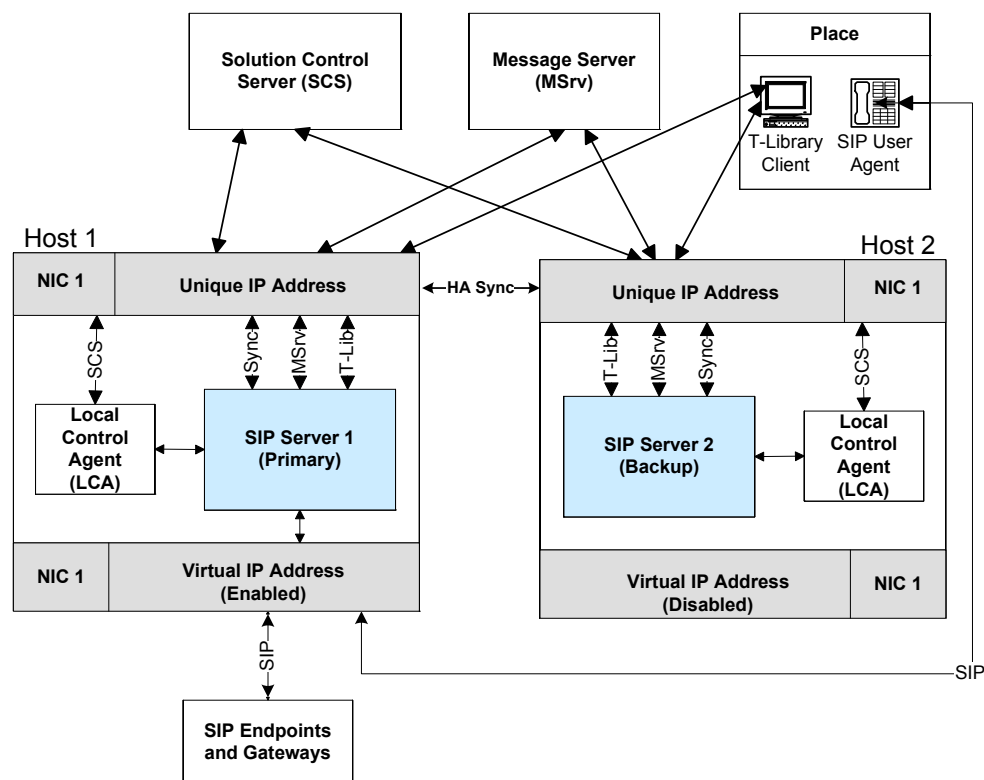 Solution Control
Server (SCS)
Message Server
(MSrv)
Place
T-Library
Client
SIP User
Agent
Host 1
Host 2
NIC 1
Unique IP Address
HA Sync
Unique IP Address
NIC 1
SCS
Sync
MSrv
T-Lib
T-Lib
MSrv
Sync
SCS
Local
Control
Agent
(LCA)
SIP Server 1
(Primary)
SIP Server 2
(Backup)
Local
Control
Agent
(LCA)
NIC 1
Virtual IP Address
(Enabled)
Virtual IP Address
(Disabled)
NIC 1
SIP
SIP
SIP Endpoints
and Gateways